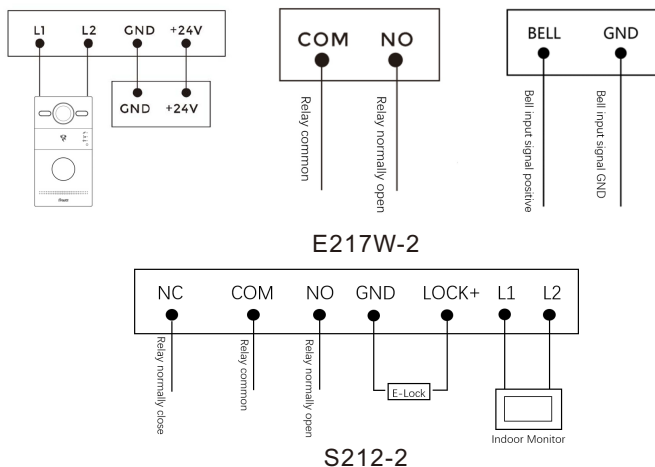 L1 L2 GND +24V
GND +24V
COM NO
Relay common
Relay normally open
BELL GND
Bell input signal positive
Bell input signal GND
E217W-2
NC COM NO GND LOCK+ L1 L2
Relay normally close
Relay common
Relay normally open
E-Lock
Indoor Monitor
S212-2